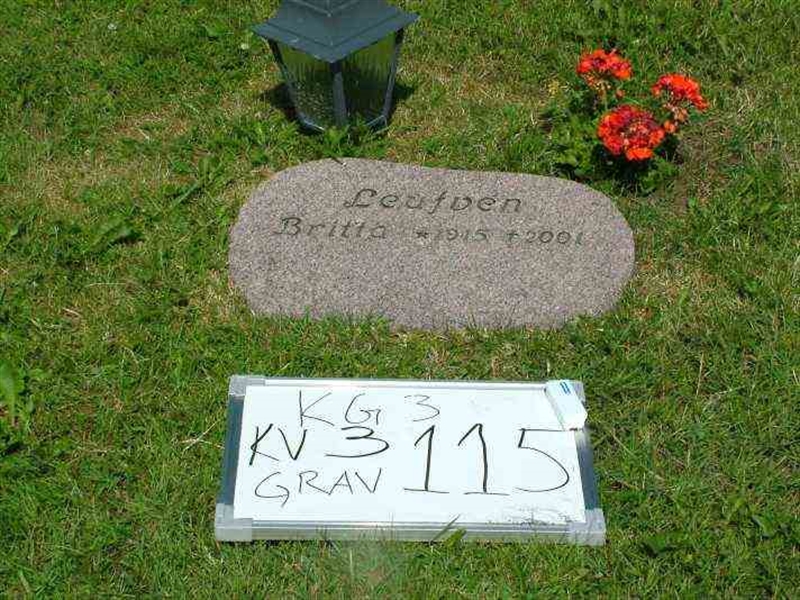 Leufven
Britta *1915 †2001
KG 3
KV 3 115
GRAV